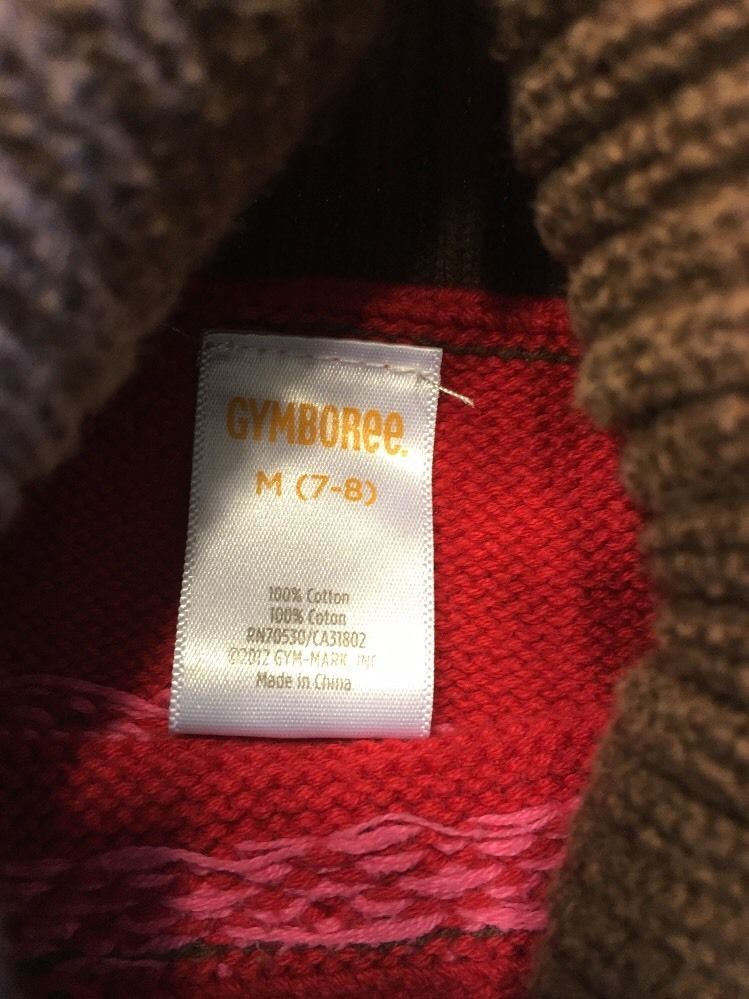 GYMBOREE.
M (7-8)
100% Cotton
100% Coton
RN70530/CA31802
©2012 GYM-MARK, INC
Made in China